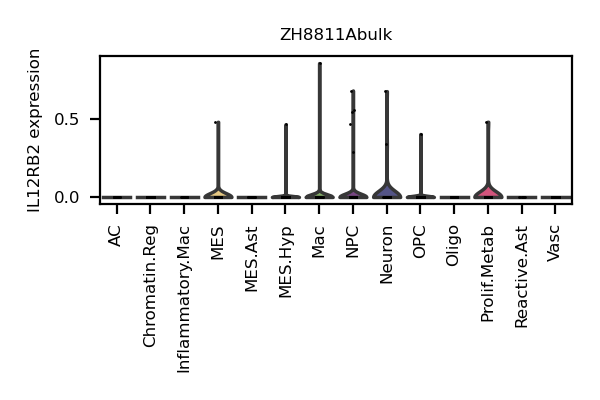 ZH8811Abulk
IL12RB2 expression
0.5
0.0
AC
Chromatin.Reg
Inflammatory.Mac
MES
MES.Ast
MES.Hyp
Mac
NPC
Neuron
OPC
Oligo
Prolif.Metab
Reactive.Ast
Vasc